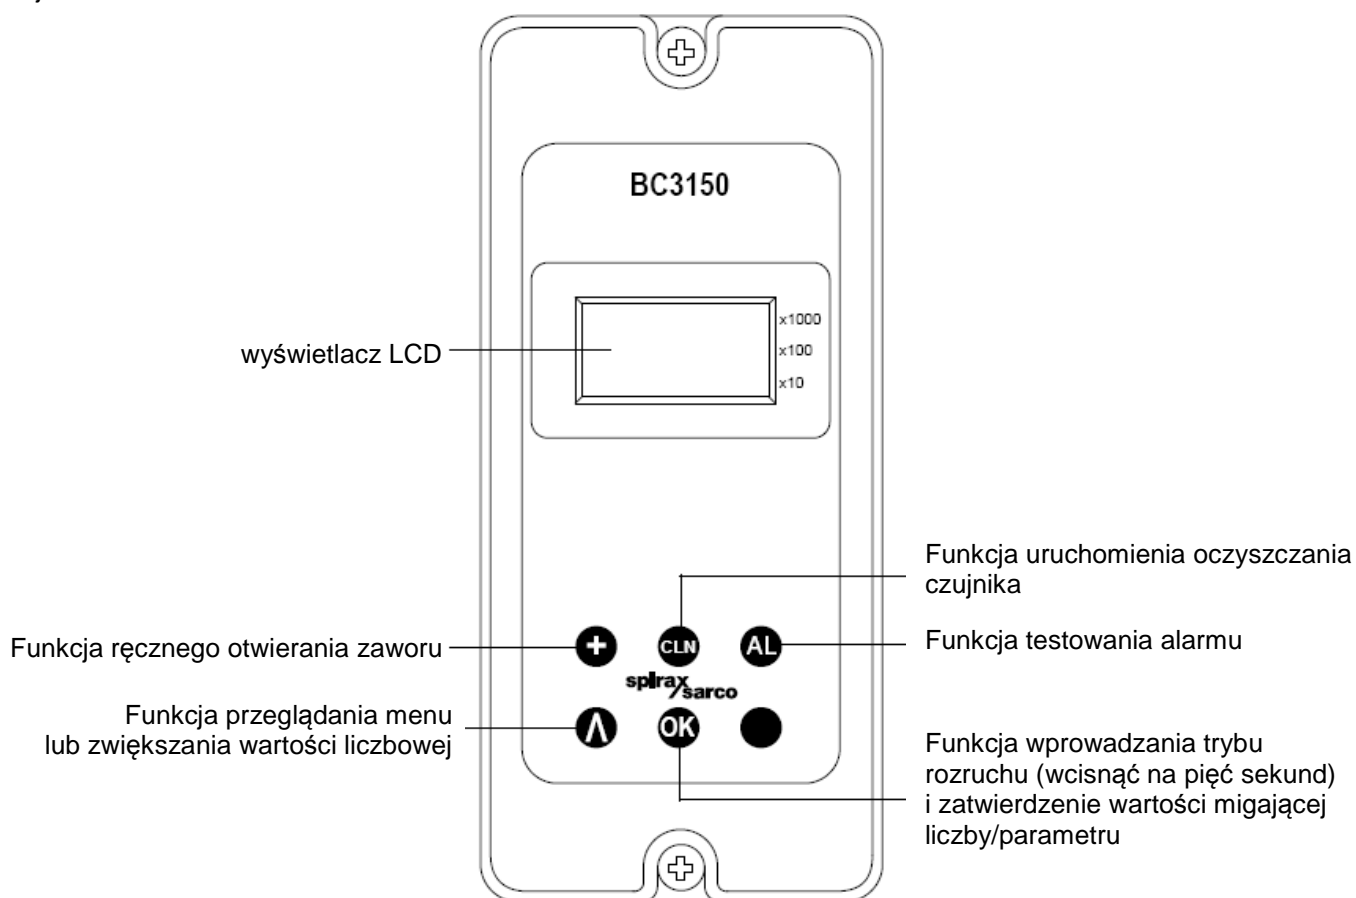 BC3150
x1000
x100
x10
wyświetlacz LCD
Funkcja uruchomienia oczyszczania
czujnika
Funkcja ręcznego otwierania zaworu
+
CLN
AL
Funkcja testowania alarmu
spirax
sarco
Funkcja przeglądania menu
lub zwiększania wartości liczbowej
Λ
OK
Funkcja wprowadzania trybu
rozruchu (wcisnąć na pięć sekund)
i zatwierdzenie wartości migającej
liczby/parametru